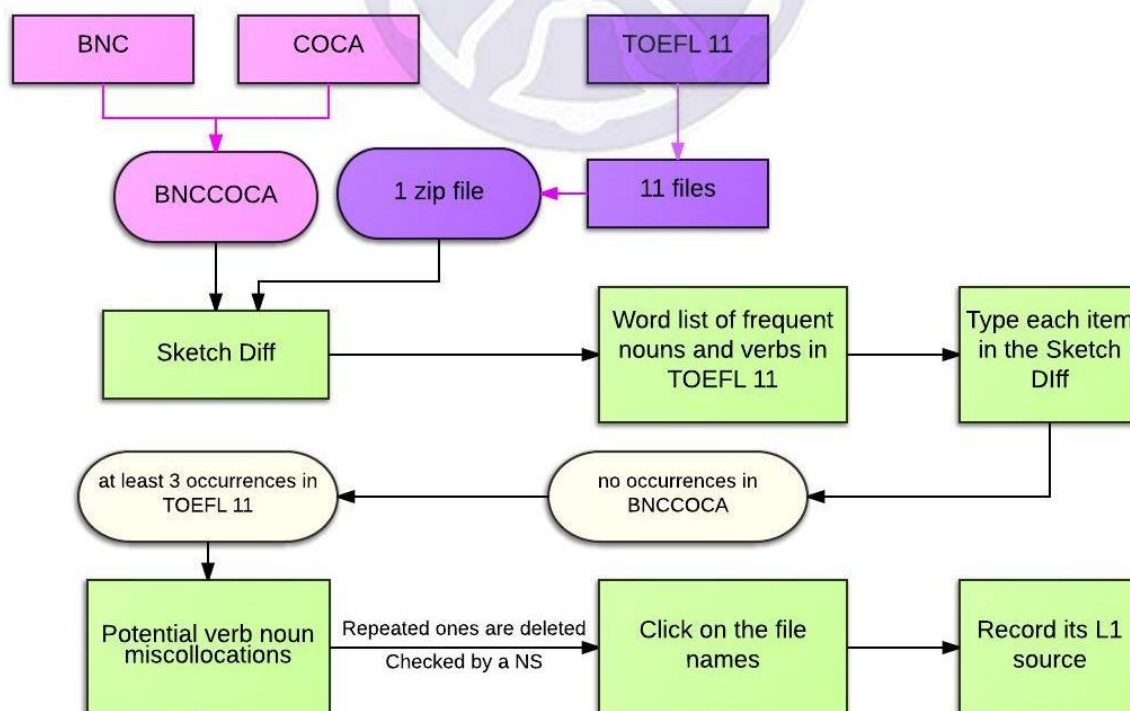 BNC
COCA
TOEFL 11
BNCCOCA
1 zip file
11 files
Sketch Diff
Word list of frequent
nouns and verbs in
TOEFL 11
Type each item
in the Sketch
DIff
at least 3 occurrences in
TOEFL 11
no occurrences in
BNCCOCA
Potential verb noun
miscollocations
Repeated ones are deleted
Checked by a NS
Click on the file
names
Record its L1
source